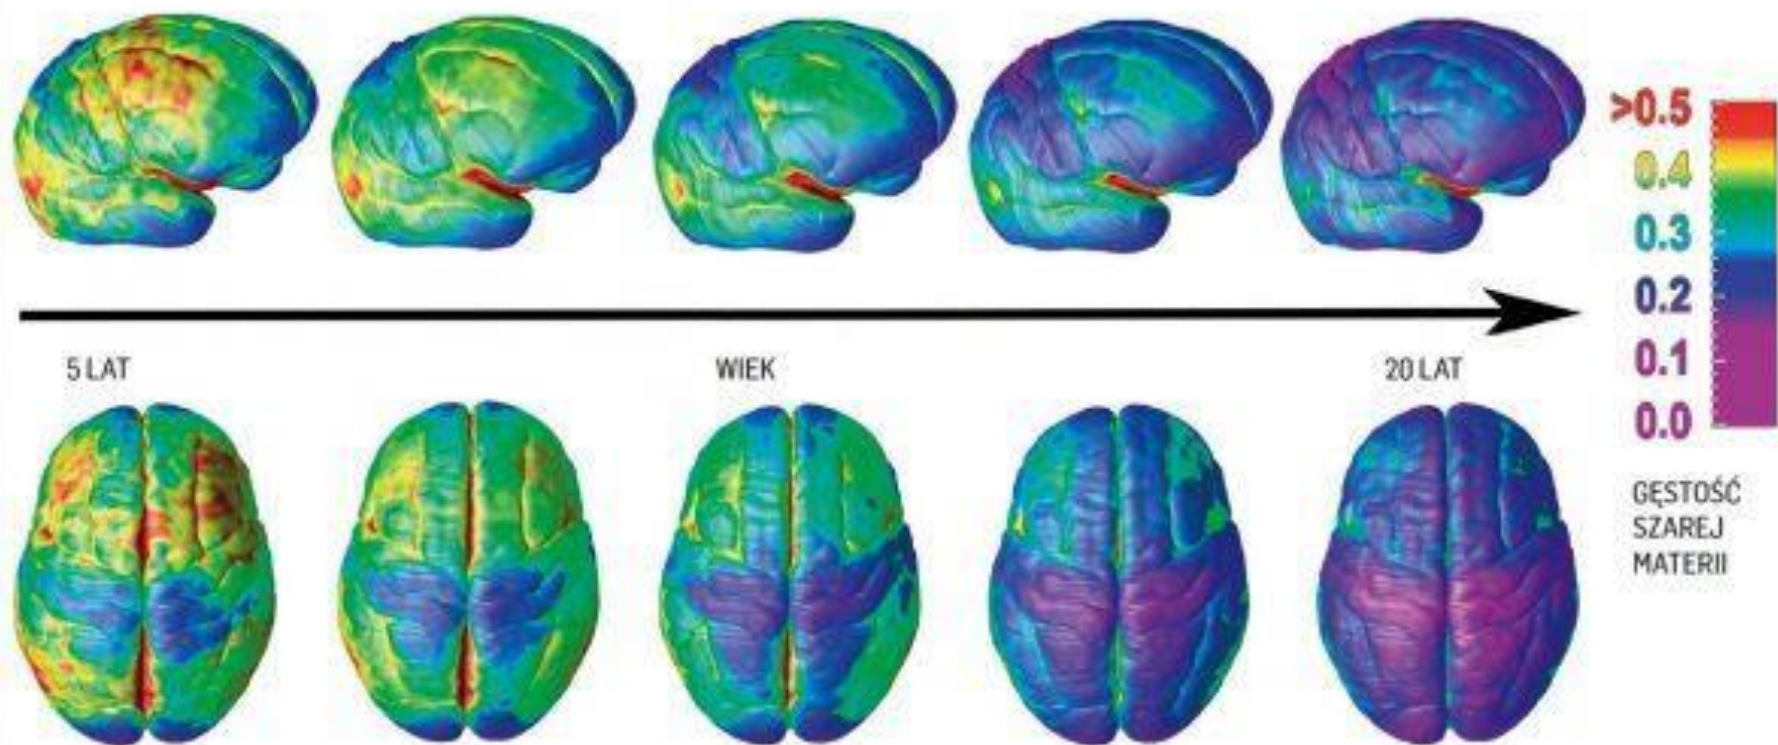 >0.5
0.4
0.3
0.2
0.1
0.0
5 LAT
WIEK
20 LAT
GĘSTOŚĆ
SZAREJ
MATERII